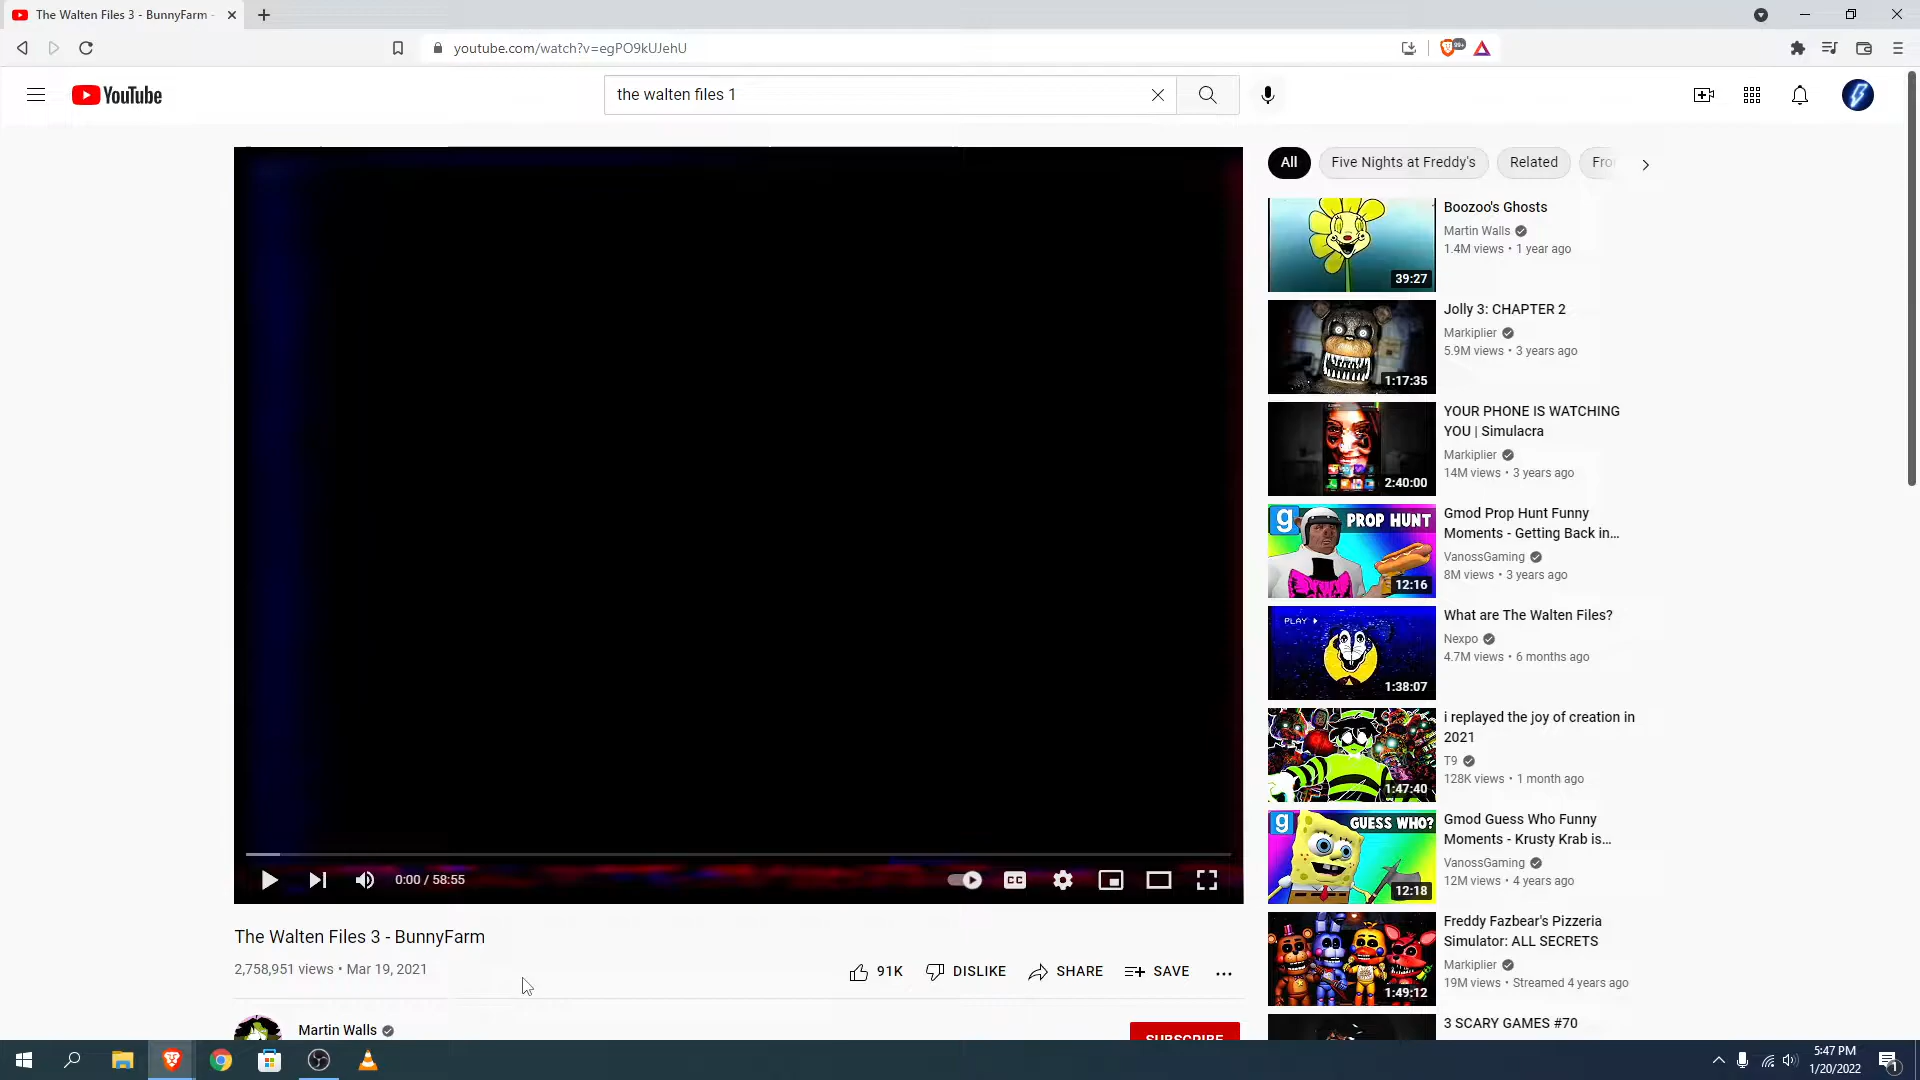 The Walten Files 3 - BunnyFarm -
youtube.com/watch?v=egPO9kUJehU
99+
YouTube
the walten files 1
All
Five Nights at Freddy's
Related
Fro
Boozoo's Ghosts
Martin Walls
1.4M views • 1 year ago
39:27
Jolly 3: CHAPTER 2
Markiplier
5.9M views • 3 years ago
1:17:35
YOUR PHONE IS WATCHING
YOU | Simulacra
Markiplier
14M views • 3 years ago
2:40:00
g PROP HUNT
Gmod Prop Hunt Funny
Moments - Getting Back in...
VanossGaming
8M views • 3 years ago
12:16
PLAY
What are The Walten Files?
Nexpo
4.7M views • 6 months ago
1:38:07
i replayed the joy of creation in
2021
T9
128K views • 1 month ago
1:47:40
g GUESS WHO?
Gmod Guess Who Funny
Moments - Krusty Krab is...
VanossGaming
12M views • 4 years ago
12:18
Freddy Fazbear's Pizzeria
Simulator: ALL SECRETS
Markiplier
19M views • Streamed 4 years ago
1:49:12
3 SCARY GAMES #70
0:00 / 58:55
CC
The Walten Files 3 - BunnyFarm
2,758,951 views • Mar 19, 2021
91K
DISLIKE
SHARE
SAVE
Martin Walls
SUBSCRIBE
5:47 PM
1/20/2022
1